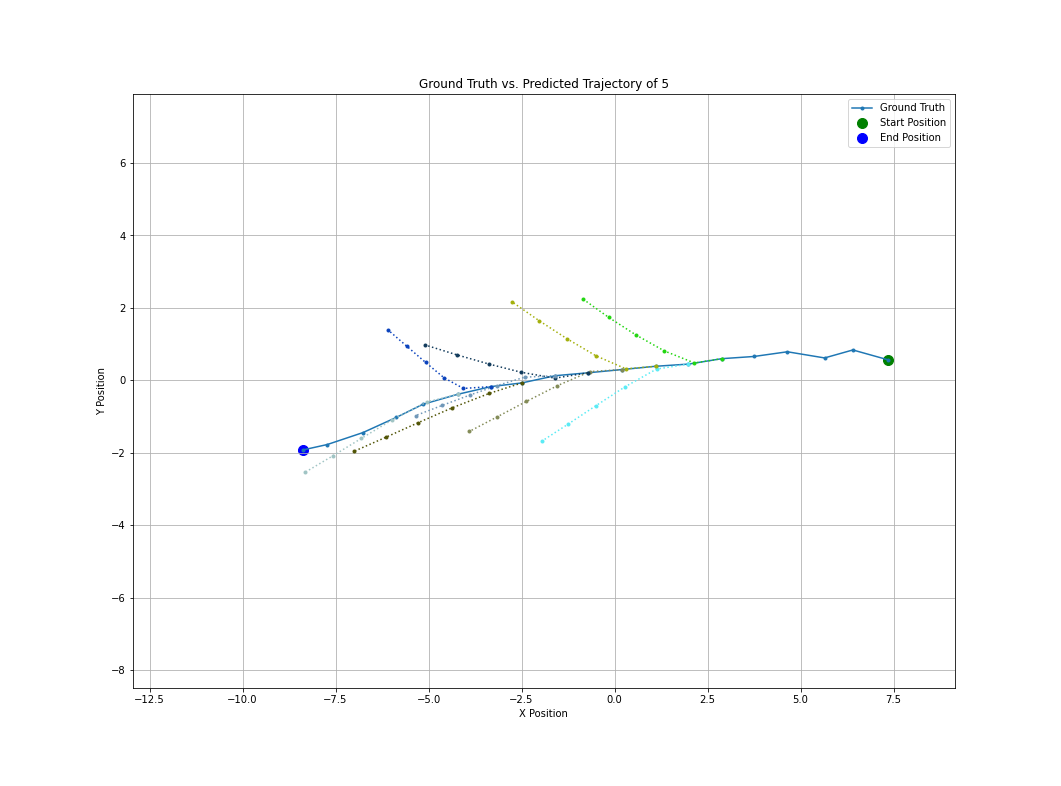 Ground Truth vs. Predicted Trajectory of 5
Ground Truth
Start Position
End Position
6
4
2
0
−2
−4
−6
−8
Y Position
−12.5 −10.0 −7.5 −5.0 −2.5 0.0 2.5 5.0 7.5
X Position